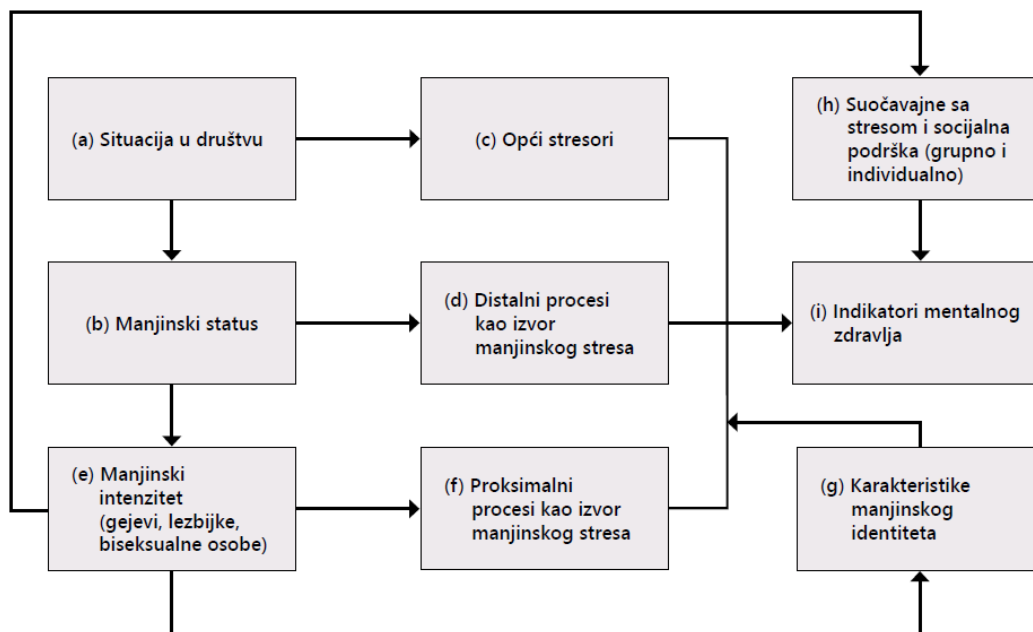 (a) Situacija u društvu
(c) Opći stresori
(h) Suočavajne sa
stresom i socijalna
podrška (grupno i
individualno)
(b) Manjinski status
(d) Distalni procesi
kao izvor
manjinskog stresa
(i) Indikatori mentalnog
zdravlja
(e) Manjinski
intenzitet
(gejevi, lezbijke,
biseksualne osobe)
(f) Proksimalni
procesi kao izvor
manjinskog stresa
(g) Karakteristike
manjinskog
identiteta